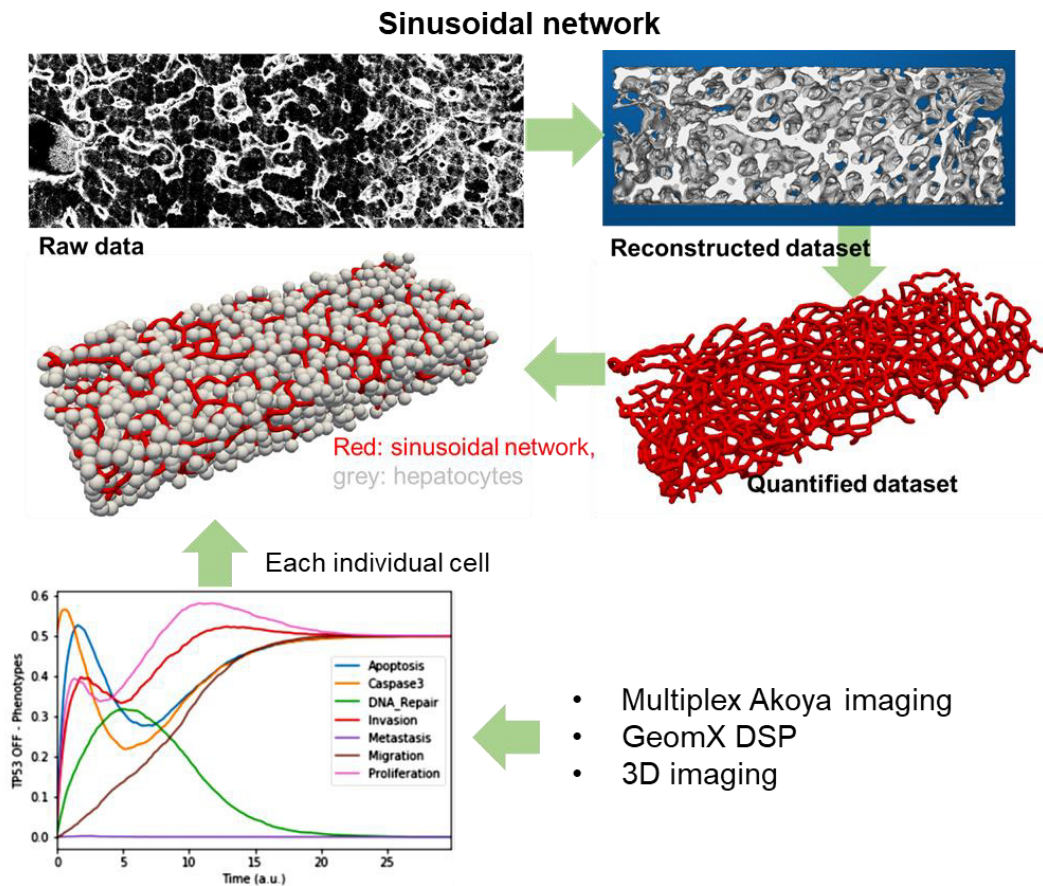 Sinusoidal network
Raw data
Reconstructed dataset
Red: sinusoidal network,
grey: hepatocytes
Quantified dataset
Each individual cell
TP53 OFF - Phenotypes
0.6
0.5
0.4
0.3
0.2
0.1
0.0
Apoptosis
Caspase3
DNA_Repair
Invasion
Metastasis
Migration
Proliferation
0 5 10 15 20 25
Time (a.u.)
• Multiplex Akoya imaging
• GeomX DSP
• 3D imaging